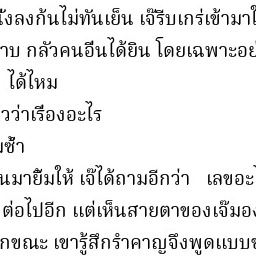 ั่งลงก้นไม่ทันเย็น เจ๊รีบเกร่เข้ามาใ
าบ กลัวคนอื่นได้ยิน โดยเฉพาะอย
ได้ไหม
วว่าเรื่องอะไร
มซ้ำ
นมายิ้มให้ เจ๊ได้ถามอีกว่า เลขอะไ
ต่อไปอีก แต่เห็นสายตาของเจ๊มอง
กขณะ เขารู้สึกรำคาญจึงพูดแบบข